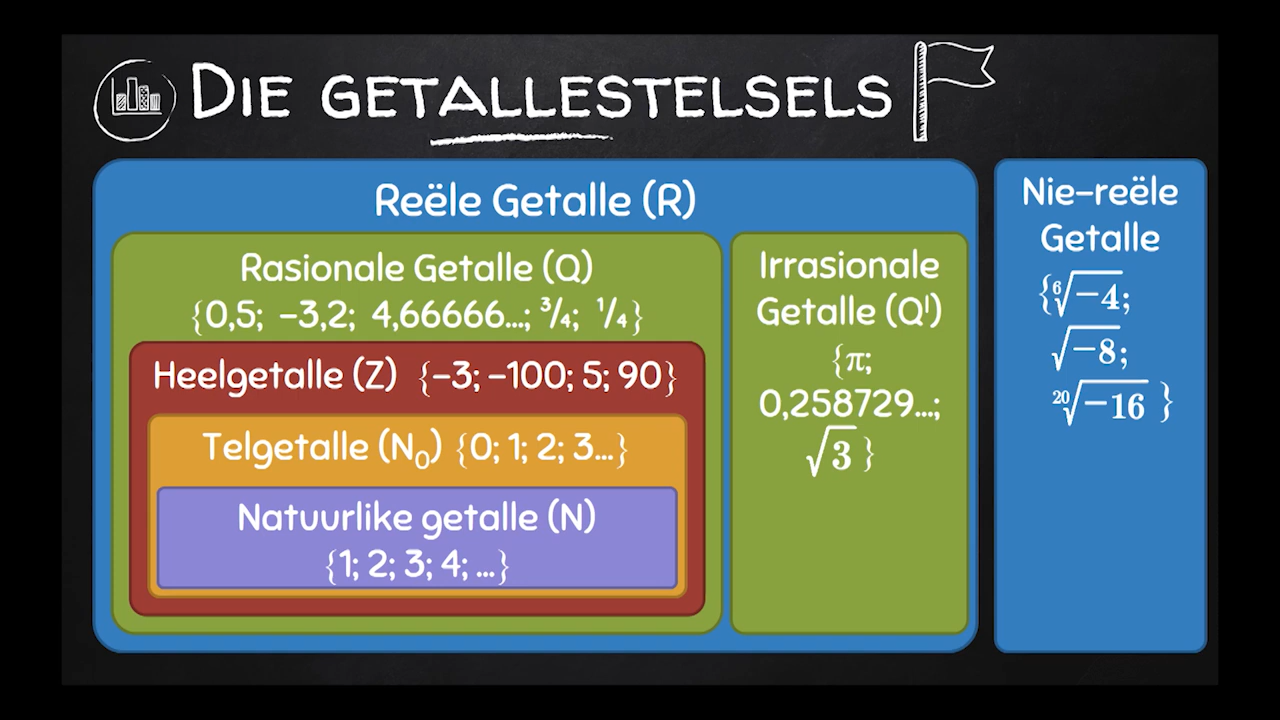 DIE GETALLESTELSELS
Reële Getalle (R)
Rasionale Getalle (Q)
{0,5; −3,2; 4,66666...; ³/₄; ¹/₄}
Heelgetalle (Z) {−3; −100; 5; 90}
Telgetalle (N₀) {0; 1; 2; 3...}
Natuurlike getalle (N)
{1; 2; 3; 4; ...}
Irrasionale
Getalle (Qᴵ)
{π;
0,258729...;
√3 }
Nie-reële
Getalle
{⁶√−4;
√−8;
²⁰√−16 }